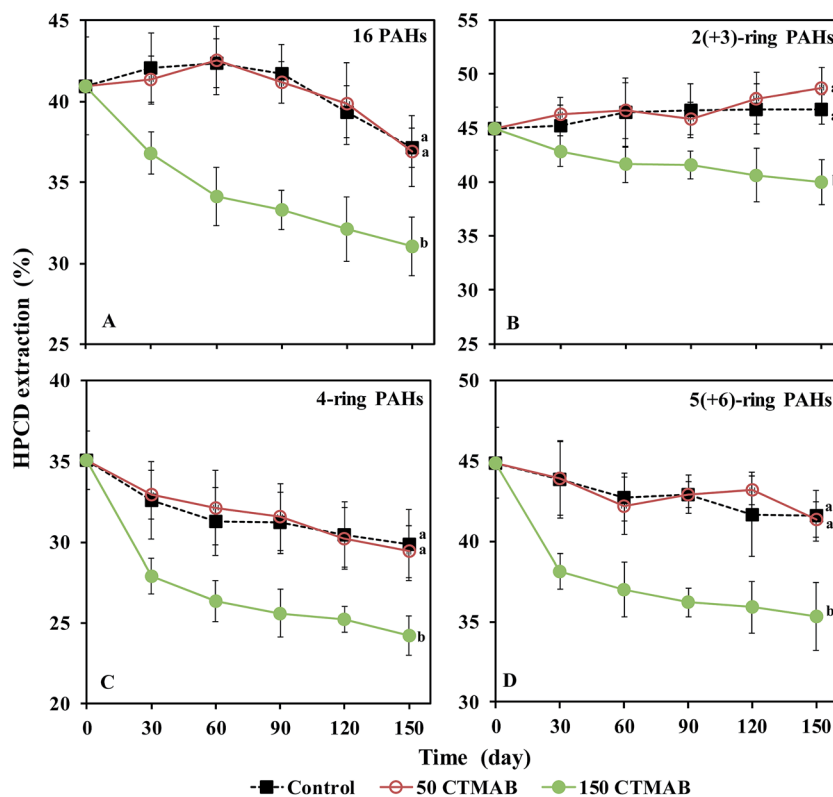 HPCD extraction (%)
45
40
35
30
25
16 PAHs
a
a
b
A
55
50
45
40
35
30
25
2(+3)-ring PAHs
a
a
B
35
30
25
20
0 30 60 90 120 150
4-ring PAHs
a
a
b
C
50
45
40
35
30
0 30 60 90 120 150
5(+6)-ring PAHs
a
a
b
D
Time (day)
Control 50 CTMAB 150 CTMAB